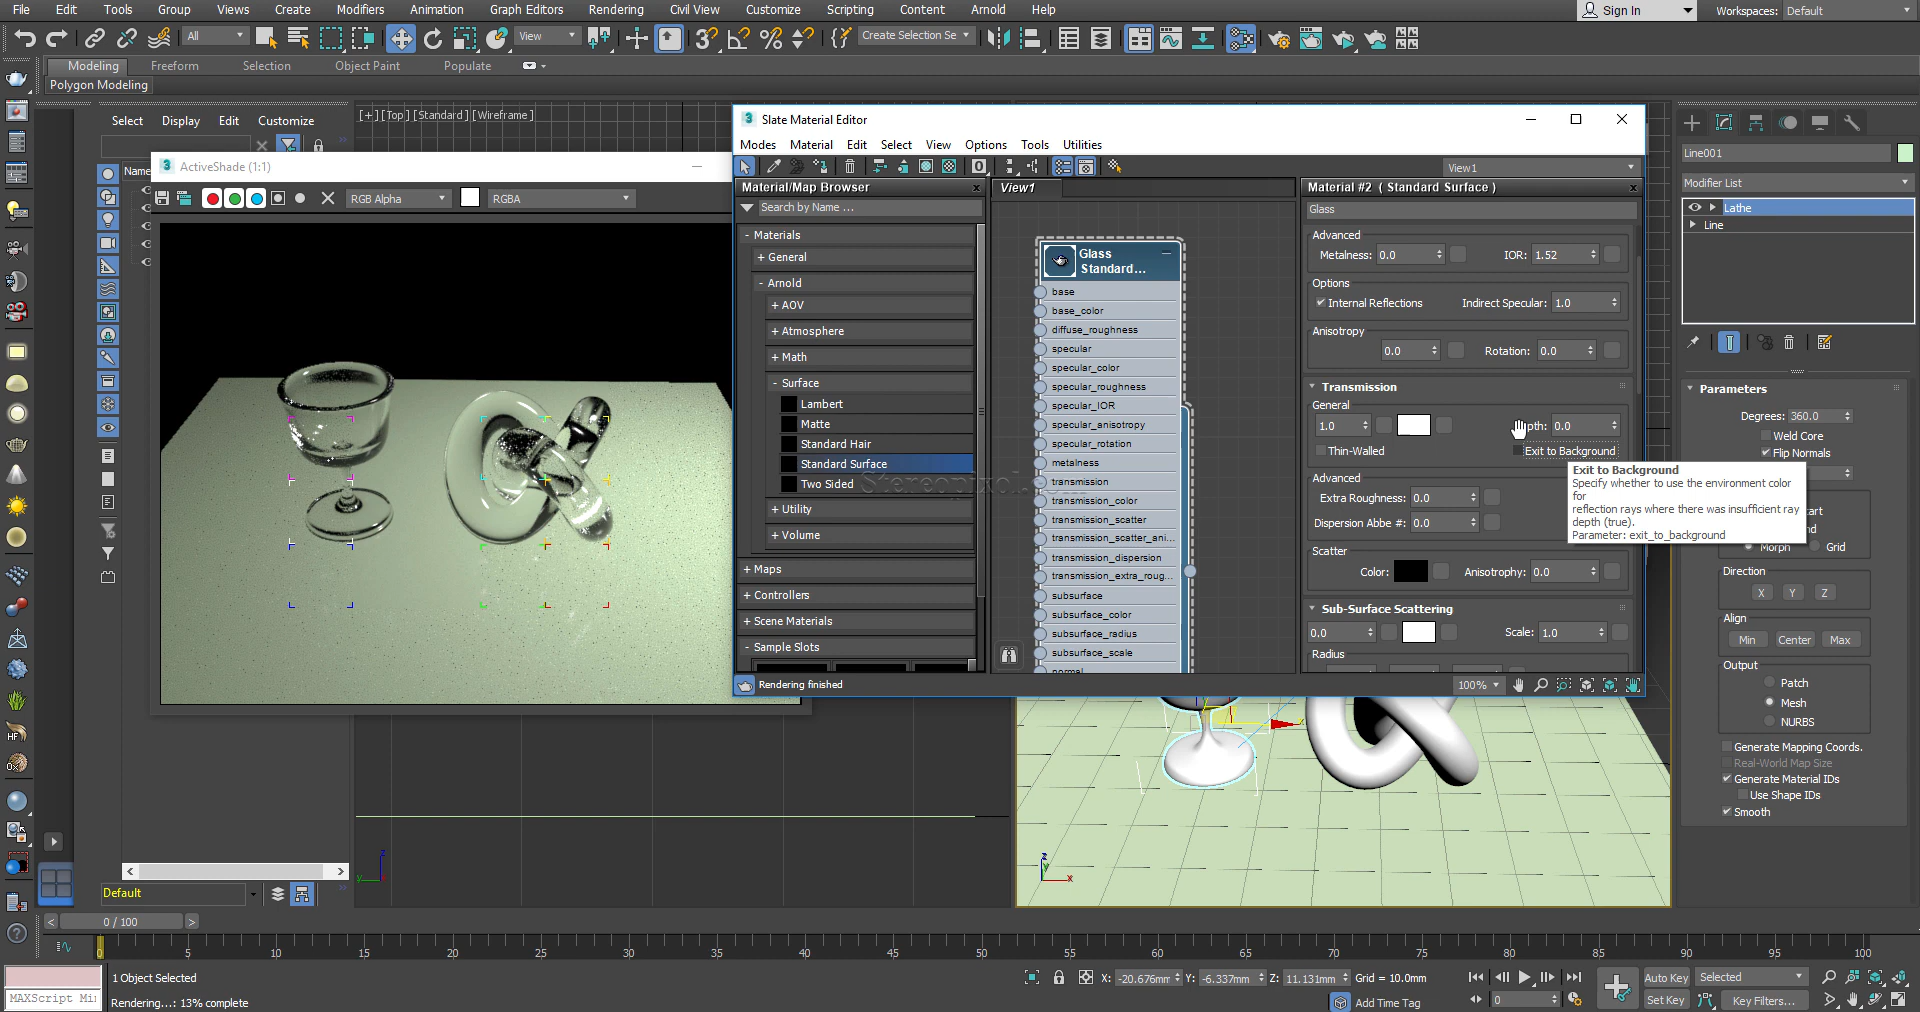 File Edit Tools Group Views Create Modifiers Animation Graph Editors Rendering Civil View Customize Scripting Content Arnold Help
Sign In Workspaces: Default
All View Create Selection Se
Modeling Freeform Selection Object Paint Populate
Polygon Modeling
Select Display Edit Customize
Name
ActiveShade (1:1)
RGB Alpha RGBA
[+] [Top] [Standard] [Wireframe]
Slate Material Editor
Modes Material Edit Select View Options Tools Utilities
View1
Material/Map Browser
Search by Name ...
- Materials
+ General
- Arnold
+ AOV
+ Atmosphere
+ Math
- Surface
Lambert
Matte
Standard Hair
Standard Surface
Two Sided
+ Utility
+ Volume
+ Maps
+ Controllers
+ Scene Materials
- Sample Slots
Rendering finished
100%
View1
Glass
Standard...
base
base_color
diffuse_roughness
specular
specular_color
specular_roughness
specular_IOR
specular_anisotropy
specular_rotation
metalness
transmission
transmission_color
transmission_scatter
transmission_scatter_ani...
transmission_dispersion
transmission_extra_roug...
subsurface
subsurface_color
subsurface_radius
subsurface_scale
normal
Stereopixel.com
Material #2 ( Standard Surface )
Glass
Advanced
Metalness: 0.0 IOR: 1.52
Options
Internal Reflections Indirect Specular: 1.0
Anisotropy
0.0 Rotation: 0.0
Transmission
General
1.0 pth: 0.0
Thin-Walled Exit to Background
Advanced
Extra Roughness: 0.0
Dispersion Abbe #: 0.0
Scatter
Color: Anisotrophy: 0.0
Sub-Surface Scattering
0.0 Scale: 1.0
Radius
Exit to Background
Specify whether to use the environment color
for
reflection rays where there was insufficient ray
depth (true).
Parameter: exit_to_background
Line001
Modifier List
Lathe
Line
Parameters
Degrees: 360.0
Weld Core
Flip Normals
Morph Grid
Direction
X Y Z
Align
Min Center Max
Output
Patch
Mesh
NURBS
Generate Mapping Coords.
Real-World Map Size
Generate Material IDs
Use Shape IDs
Smooth
z y x
Default
0 / 100
0 5 10 15 20 25 30 35 40 45 50 55 60 65 70 75 80 85 90 95 100
1 Object Selected
X: -20.676mm Y: -6.337mm Z: 11.131mm Grid = 10.0mm
Auto Key Selected
MAXScript Mi
Rendering...: 13% complete
Add Time Tag
0
Set Key Key Filters...